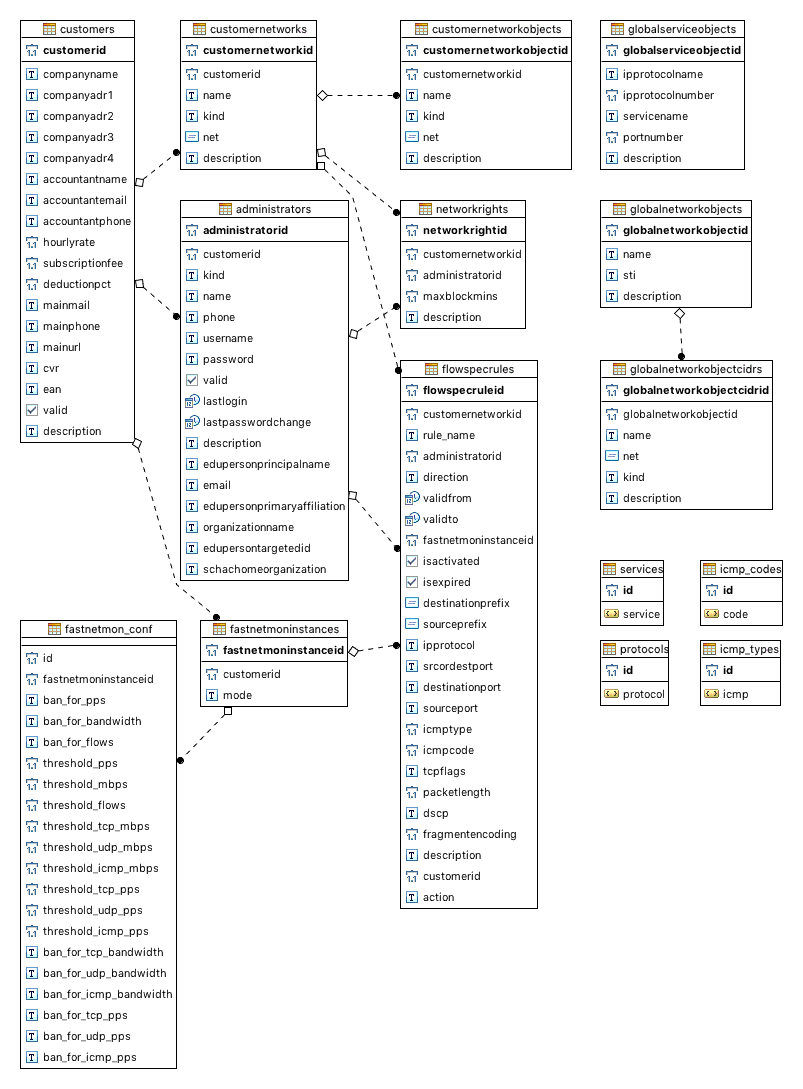 customers
customerid
companyname
companyadr1
companyadr2
companyadr3
companyadr4
accountantname
accountantemail
accountantphone
hourlyrate
subscriptionfee
deductionpct
mainmail
mainphone
mainurl
cvr
ean
valid
description
customernetworks
customernetworkid
customerid
name
kind
net
description
customernetworkobjects
customernetworkobjectid
customernetworkid
name
kind
net
description
globalserviceobjects
globalserviceobjectid
ipprotocolname
ipprotocolnumber
servicename
portnumber
description
administrators
administratorid
customerid
kind
name
phone
username
password
valid
lastlogin
lastpasswordchange
description
edupersonprincipalname
email
edupersonprimaryaffiliation
organizationname
edupersontargetedid
schachomeorganization
networkrights
networkrightid
customernetworkid
administratorid
maxblockmins
description
globalnetworkobjects
globalnetworkobjectid
name
sti
description
flowspecrules
flowspecruleid
customernetworkid
rule_name
administratorid
direction
validfrom
validto
fastnetmoninstanceid
isactivated
isexpired
destinationprefix
sourceprefix
ipprotocol
srcordestport
destinationport
sourceport
icmptype
icmpcode
tcpflags
packetlength
dscp
fragmentencoding
description
customerid
action
globalnetworkobjectcidrs
globalnetworkobjectcidrid
globalnetworkobjectid
name
net
kind
description
services
id
service
icmp_codes
id
code
protocols
id
protocol
icmp_types
id
icmp
fastnetmon_conf
id
fastnetmoninstanceid
ban_for_pps
ban_for_bandwidth
ban_for_flows
threshold_pps
threshold_mbps
threshold_flows
threshold_tcp_mbps
threshold_udp_mbps
threshold_icmp_mbps
threshold_tcp_pps
threshold_udp_pps
threshold_icmp_pps
ban_for_tcp_bandwidth
ban_for_udp_bandwidth
ban_for_icmp_bandwidth
ban_for_tcp_pps
ban_for_udp_pps
ban_for_icmp_pps
fastnetmoninstances
fastnetmoninstanceid
customerid
mode